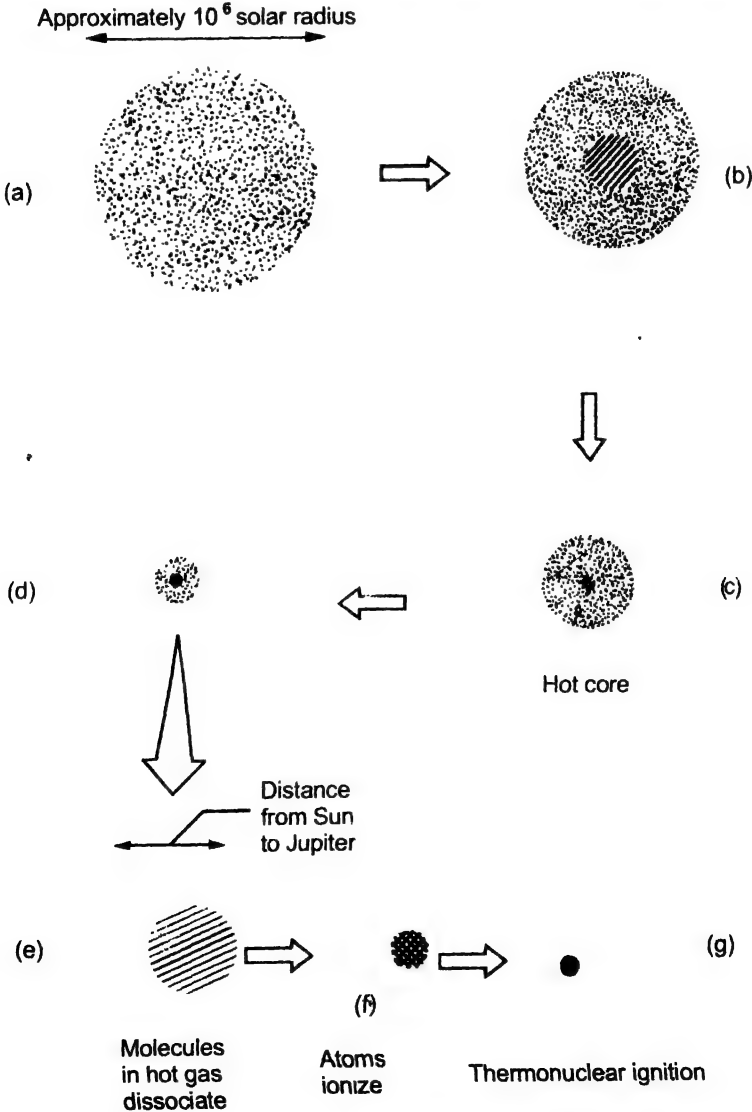 Approximately 10⁶ solar radius
(a)
(b)
(d)
(c)
Hot core
Distance
from Sun
to Jupiter
(e)
(g)
(f)
Molecules
in hot gas
dissociate
Atoms
ionize
Thermonuclear ignition